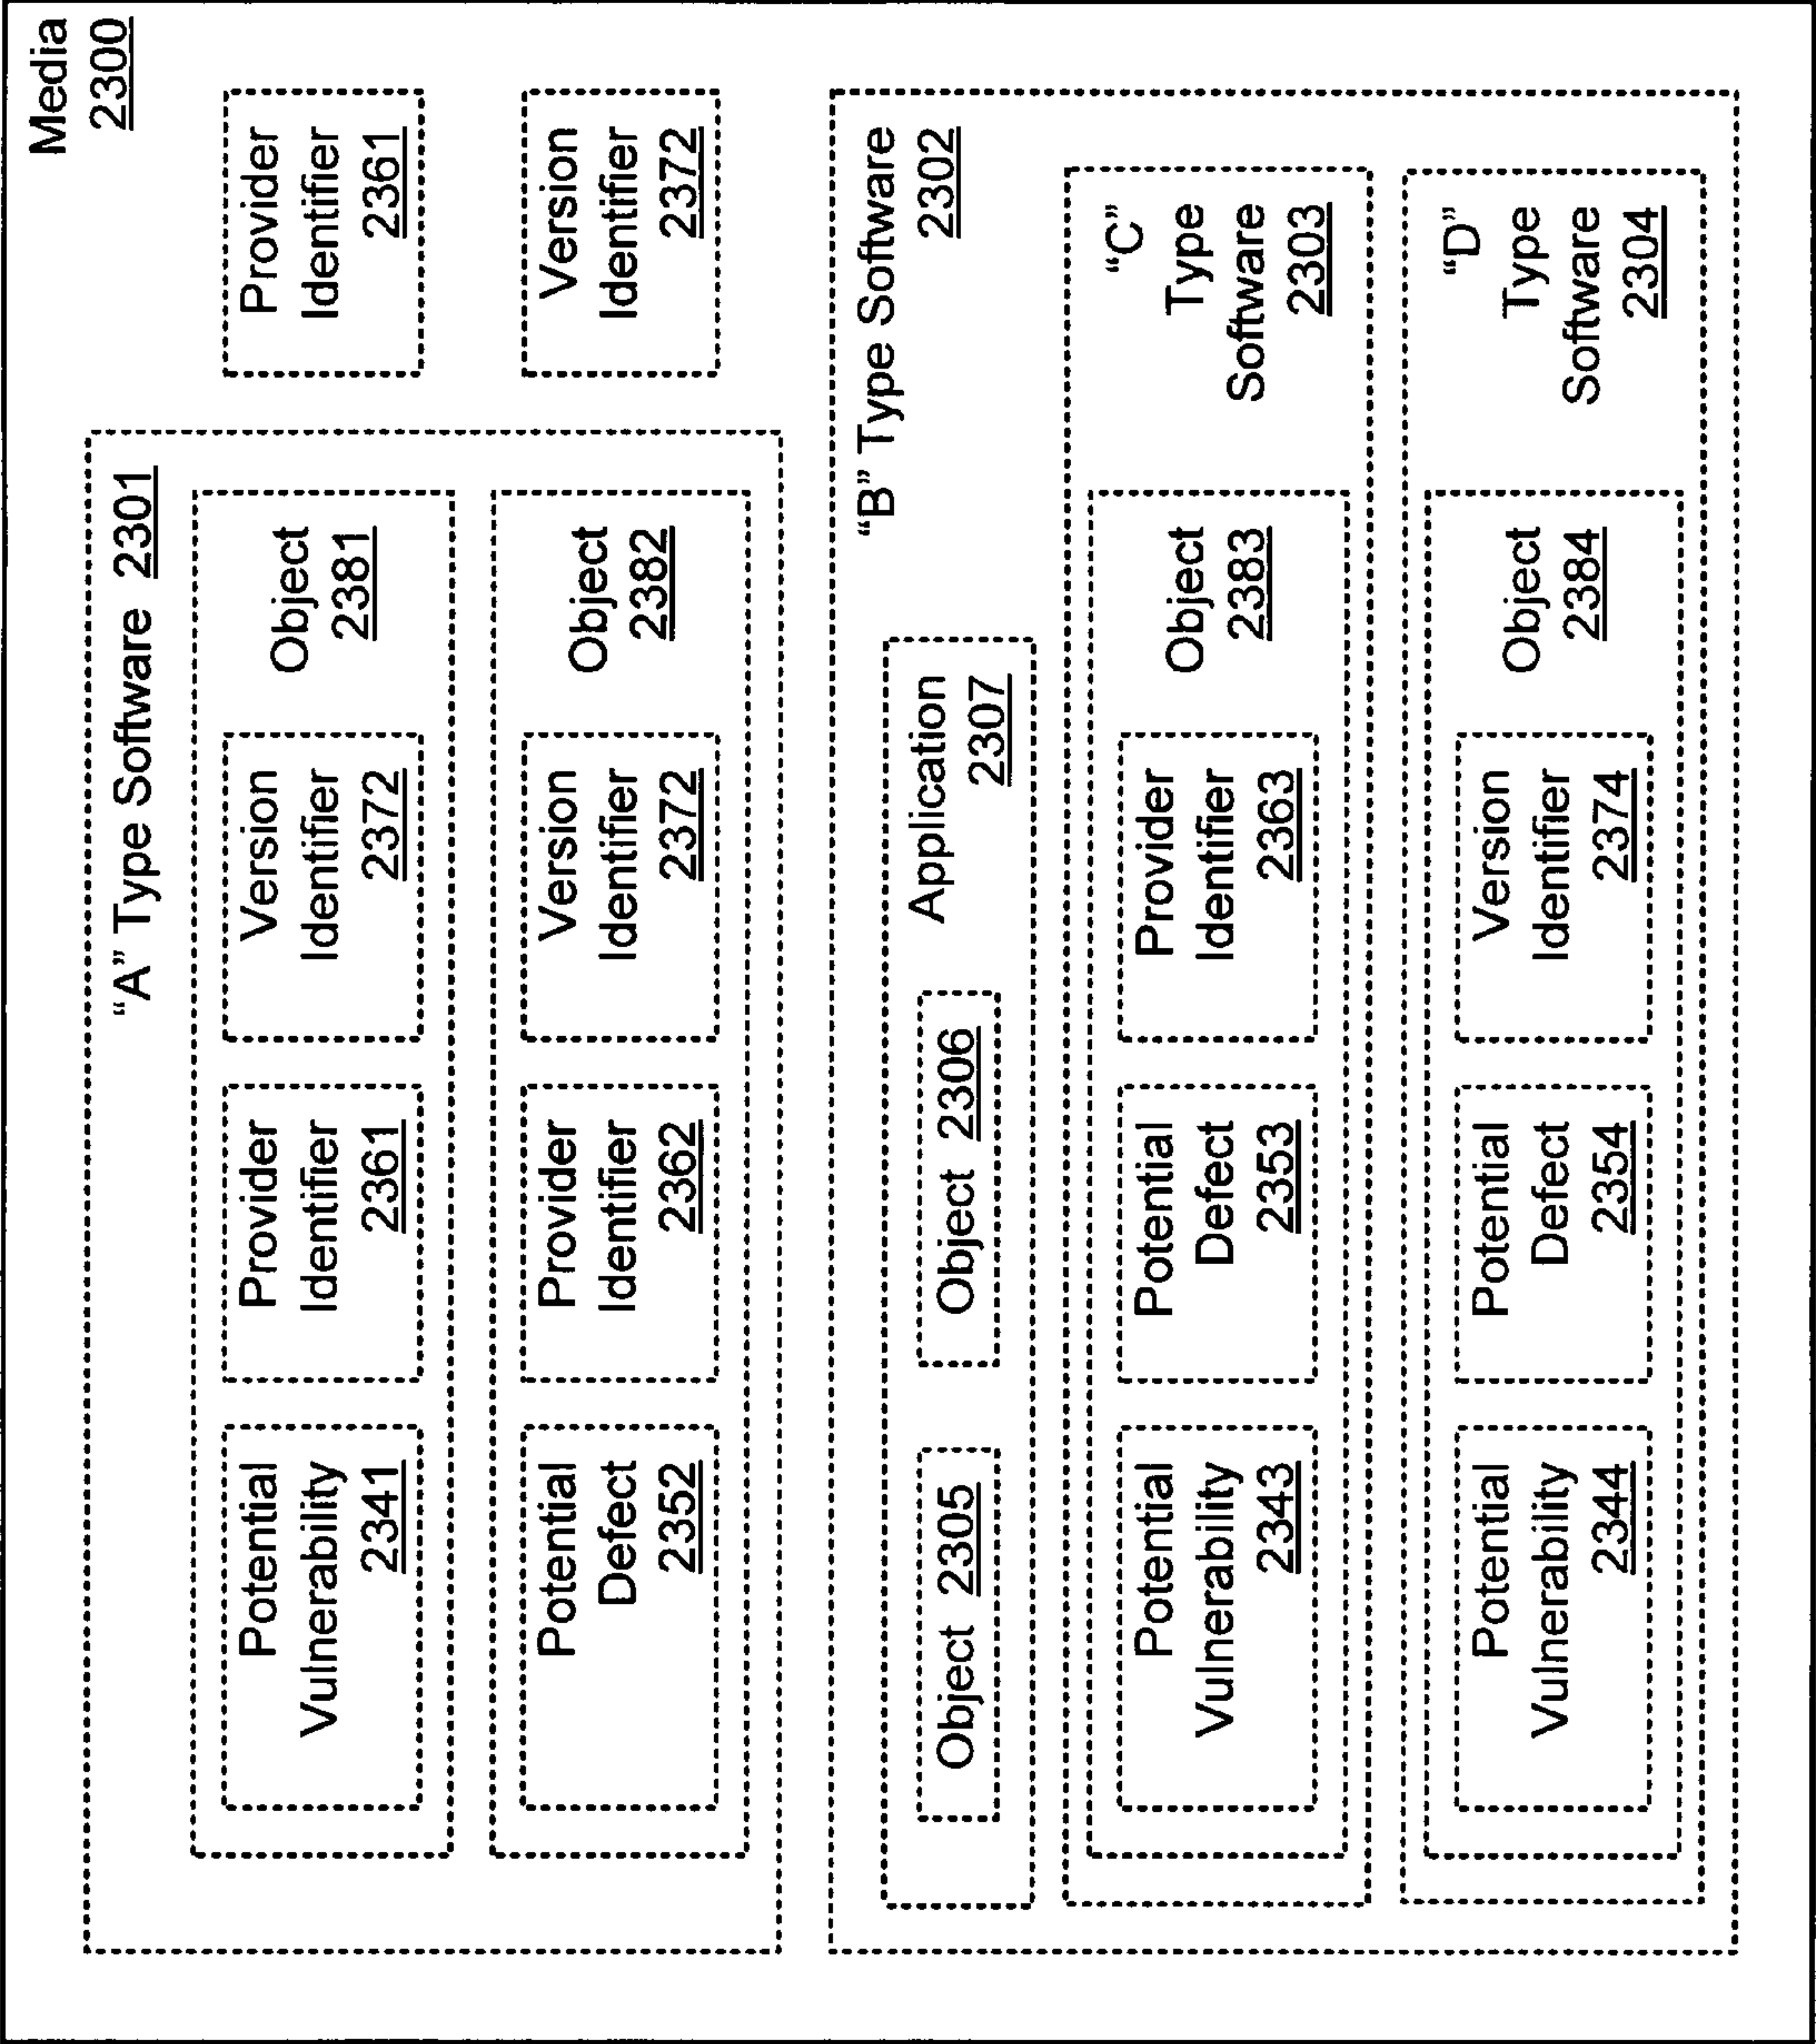 Media
2300
"A" Type Software 2301
Potential
Vulnerability
2341
Provider
Identifier
2361
Version
Identifier
2372
Object
2381
Provider
Identifier
2361
Potential
Defect
2352
Provider
Identifier
2362
Version
Identifier
2372
Object
2382
Version
Identifier
2372
"B" Type Software
2302
Object 2305
Object 2306
Application
2307
Potential
Vulnerability
2343
Potential
Defect
2353
Provider
Identifier
2363
Object
2383
“C”
Type
Software
2303
Potential
Vulnerability
2344
Potential
Defect
2354
Version
Identifier
2374
Object
2384
“D”
Type
Software
2304